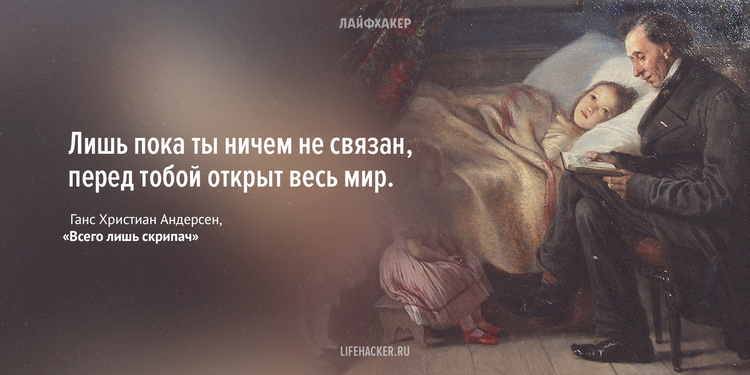 ЛАЙФХАКЕР
Лишь пока ты ничем не связан,
перед тобой открыт весь мир.
Ганс Христиан Андерсен,
«Всего лишь скрипач»
LIFEHACKER.RU